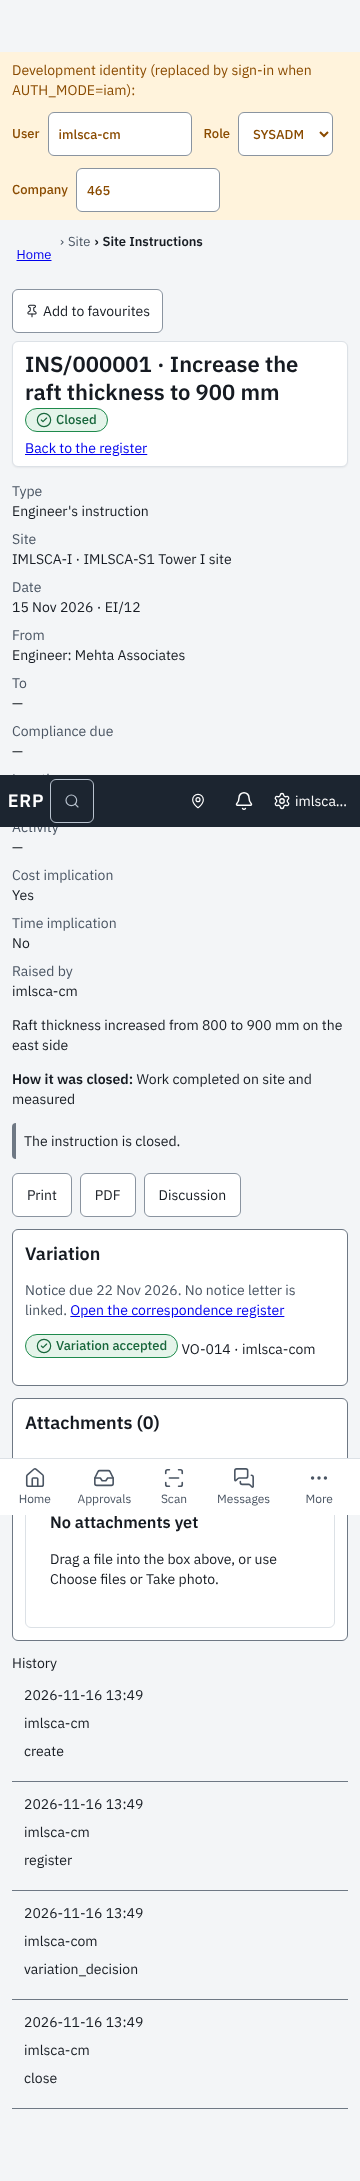 Development identity (replaced by sign-in when
AUTH_MODE=iam):
User imlsca-cm Role SYSADM
Company 465
Home › Site › Site Instructions
Add to favourites
INS/000001 · Increase the
raft thickness to 900 mm
Closed
Back to the register
Type
Engineer's instruction
Site
IMLSCA-I · IMLSCA-S1 Tower I site
Date
15 Nov 2026 · EI/12
From
Engineer: Mehta Associates
To
—
Compliance due
—
ERP imlsca...
Activity
—
Cost implication
Yes
Time implication
No
Raised by
imlsca-cm
Raft thickness increased from 800 to 900 mm on the
east side
How it was closed: Work completed on site and
measured
The instruction is closed.
Print PDF Discussion
Variation
Notice due 22 Nov 2026. No notice letter is
linked. Open the correspondence register
Variation accepted VO-014 · imlsca-com
Attachments (0)
Home Approvals Scan Messages More
No attachments yet
Drag a file into the box above, or use
Choose files or Take photo.
History
2026-11-16 13:49
imlsca-cm
create
2026-11-16 13:49
imlsca-cm
register
2026-11-16 13:49
imlsca-com
variation_decision
2026-11-16 13:49
imlsca-cm
close